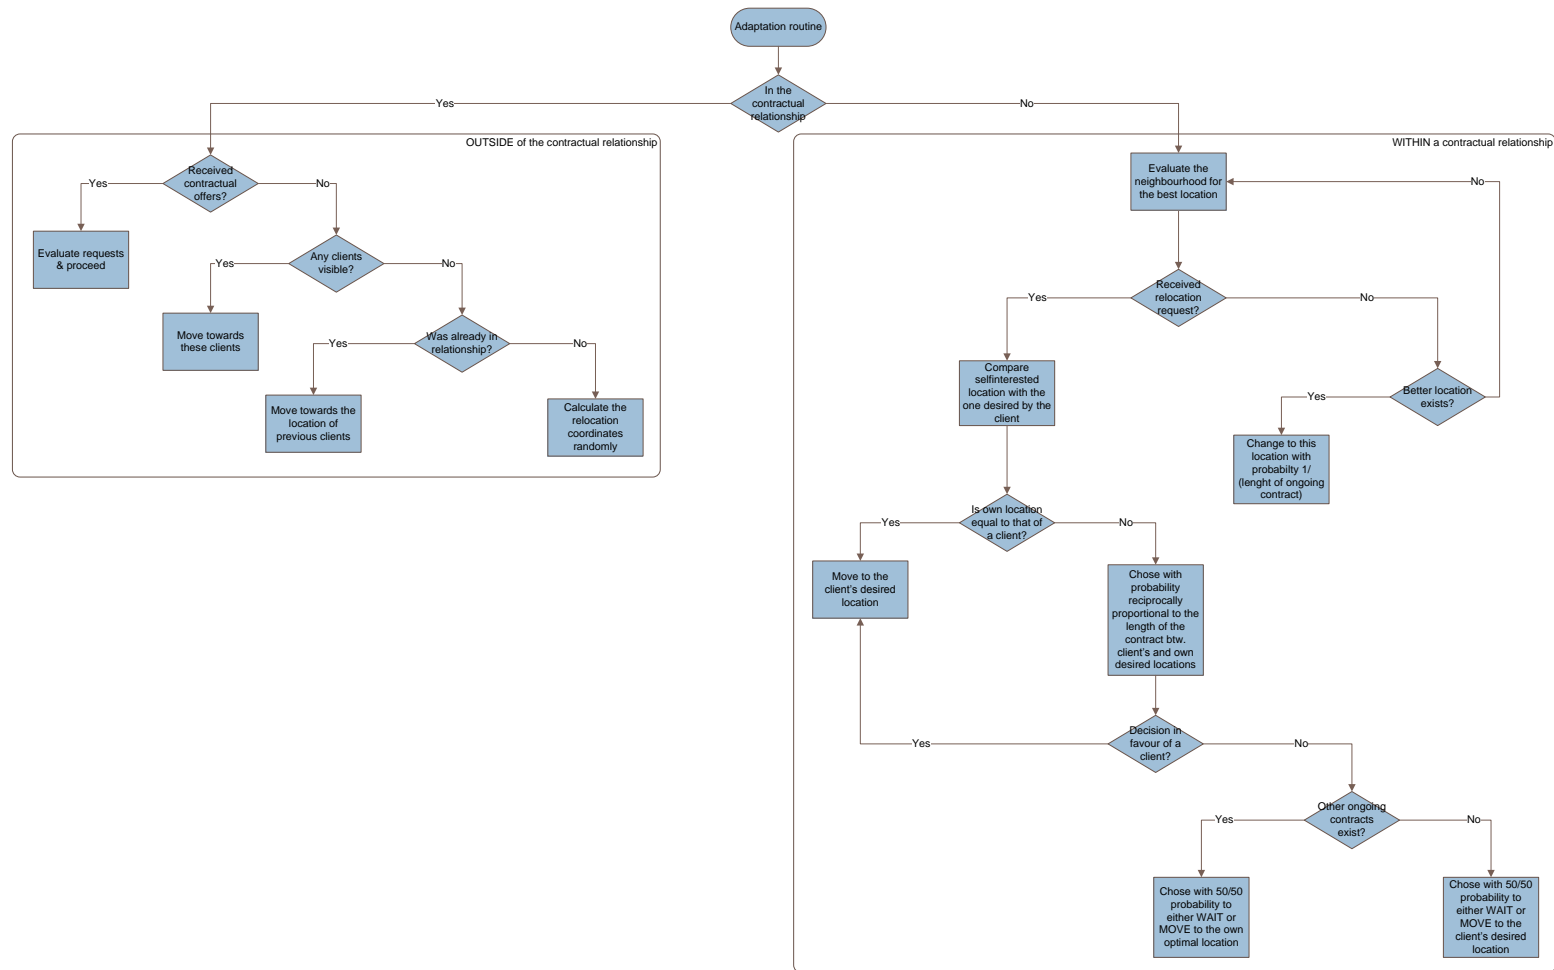 Adaptation routine
In the
contractual
relationship
Yes
No
OUTSIDE of the contractual relationship
Received
contractual
offers?
Yes
No
Evaluate requests
& proceed
Any clients
visible?
Yes
No
Move towards
these clients
Was already in
relationship?
Yes
No
Move towards the
location of
previous clients
Calculate the
relocation
coordinates
randomly
WITHIN a contractual relationship
Evaluate the
neighbourhood for
the best location
No
Received
relocation
request?
Yes
No
Compare
selfinterested
location with the
one desired by the
client
Better location
exists?
Yes
Change to this
location with
probabilty 1/
(lenght of ongoing
contract)
Is own location
equal to that of
a client?
Yes
No
Move to the
client's desired
location
Chose with
probability
reciprocally
proportional to the
length of the
contract btw.
client's and own
desired locations
Decision in
favour of a
client?
Yes
No
Other ongoing
contracts
exist?
Yes
No
Chose with 50/50
probability to
either WAIT or
MOVE to the own
optimal location
Chose with 50/50
probability to
either WAIT or
MOVE to the
client's desired
location